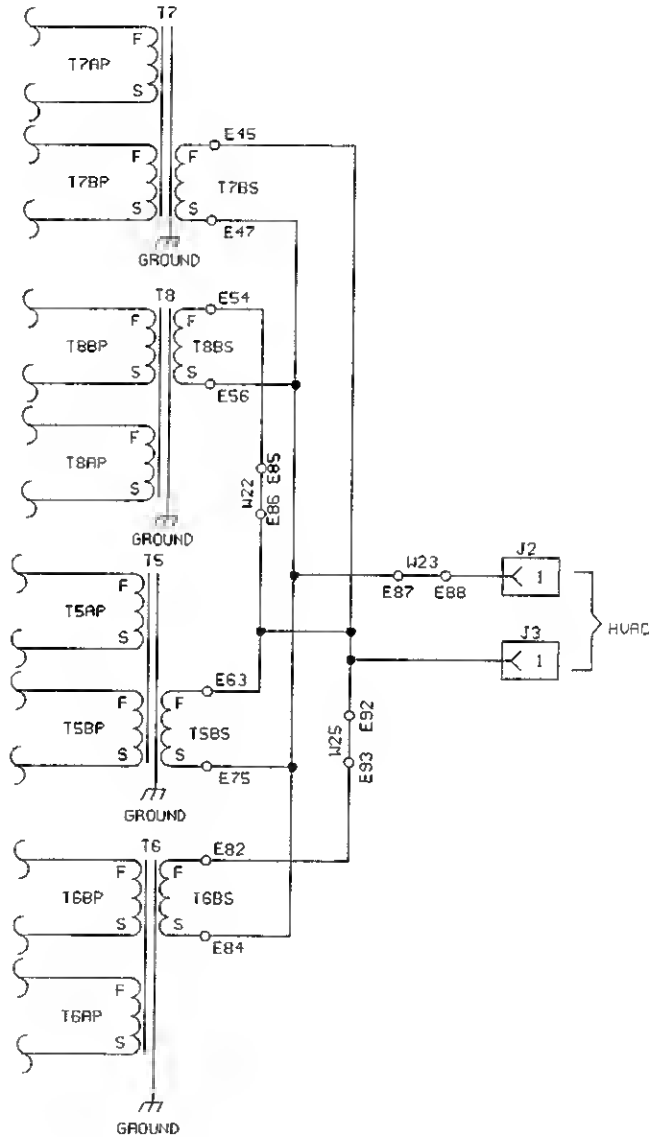 T7
F
T7AP
S
E45
F
F
T7BP
T7BS
S
S
E47
GROUND
T8
E54
F
F
T8BP
T8BS
S
S
E56
F
T8AP
S
E85
W22
E86
GROUND
T5
F
T5AP
S
W23
J2
1
E87
E88
HVAC
J3
1
E63
F
F
T5BP
T5BS
S
S
E75
E92
W25
E93
GROUND
T6
E82
F
F
T6BP
T6BS
S
S
E84
F
T6AP
S
GROUND